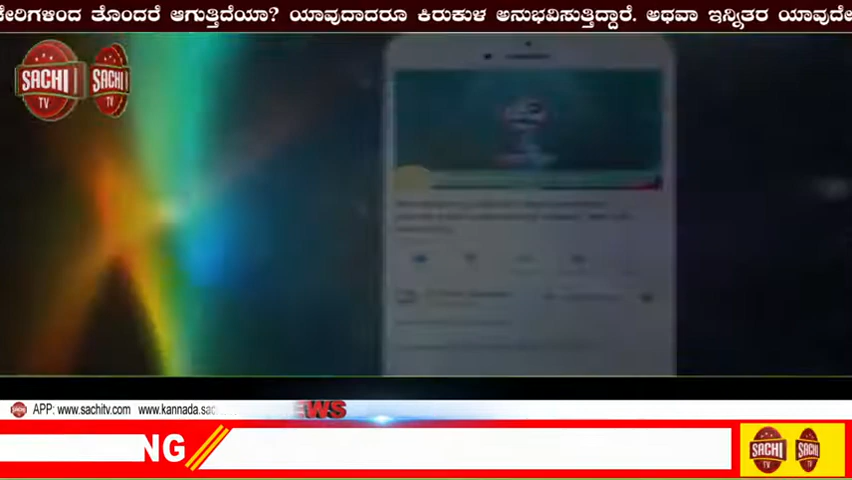 ಕೇರಿಗಳಿಂದ ತೊಂದರೆ ಆಗುತ್ತಿದೆಯಾ? ಯಾವುದಾದರೂ ಕಿರುಕುಳ ಅನುಭವಿಸುತ್ತಿದ್ದಾರೆ. ಅಥವಾ ಇನ್ನಿತರ ಯಾವುದೇ
SACHI TV SACHI TV
APP: www.sachitv.com www.kannada.sac
EWS
NG
SACHI TV SACHI TV